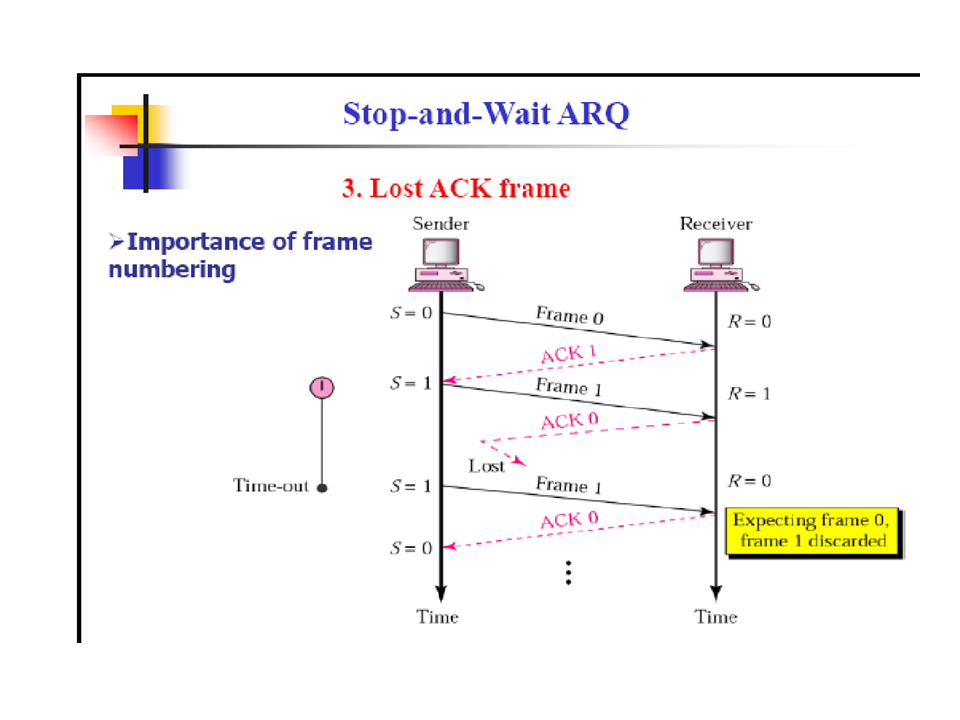 Stop-and-Wait ARQ
3. Lost ACK frame
➢Importance of frame
numbering
Sender
Receiver
S = 0
Frame 0
R = 0
ACK 1
S = 1
Frame 1
R = 1
ACK 0
Lost
Time-out
S = 1
Frame 1
R = 0
ACK 0
Expecting frame 0,
frame 1 discarded
S = 0
Time
Time